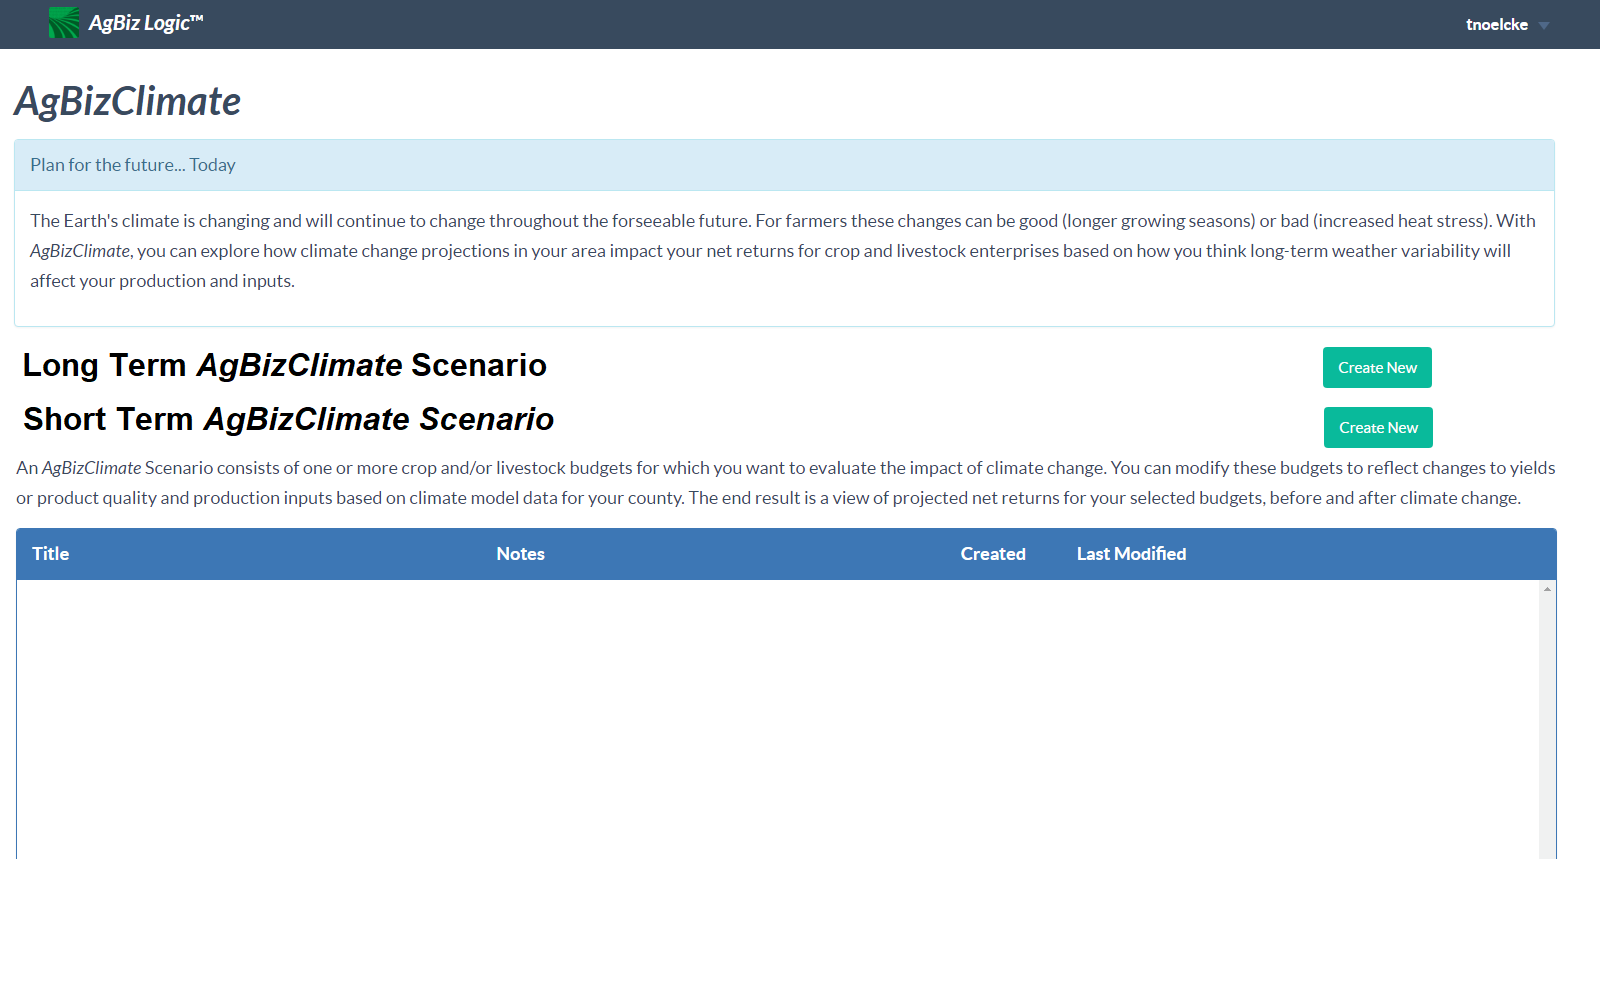 AgBiz Logic™
tnoelcke
AgBizClimate
Plan for the future... Today
The Earth's climate is changing and will continue to change throughout the forseeable future. For farmers these changes can be good (longer growing seasons) or bad (increased heat stress). With
AgBizClimate, you can explore how climate change projections in your area impact your net returns for crop and livestock enterprises based on how you think long-term weather variability will
affect your production and inputs.
Long Term AgBizClimate Scenario
Create New
Short Term AgBizClimate Scenario
Create New
An AgBizClimate Scenario consists of one or more crop and/or livestock budgets for which you want to evaluate the impact of climate change. You can modify these budgets to reflect changes to yields
or product quality and production inputs based on climate model data for your county. The end result is a view of projected net returns for your selected budgets, before and after climate change.
Title Notes Created Last Modified